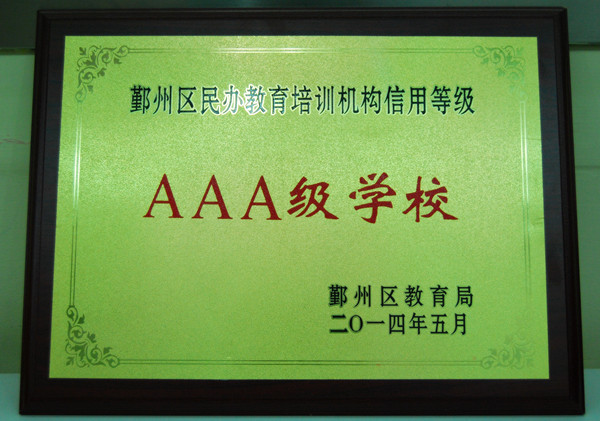 鄞州区民办教育培训机构信用等级
AAA级学校
鄞州区教育局
二〇一四年五月